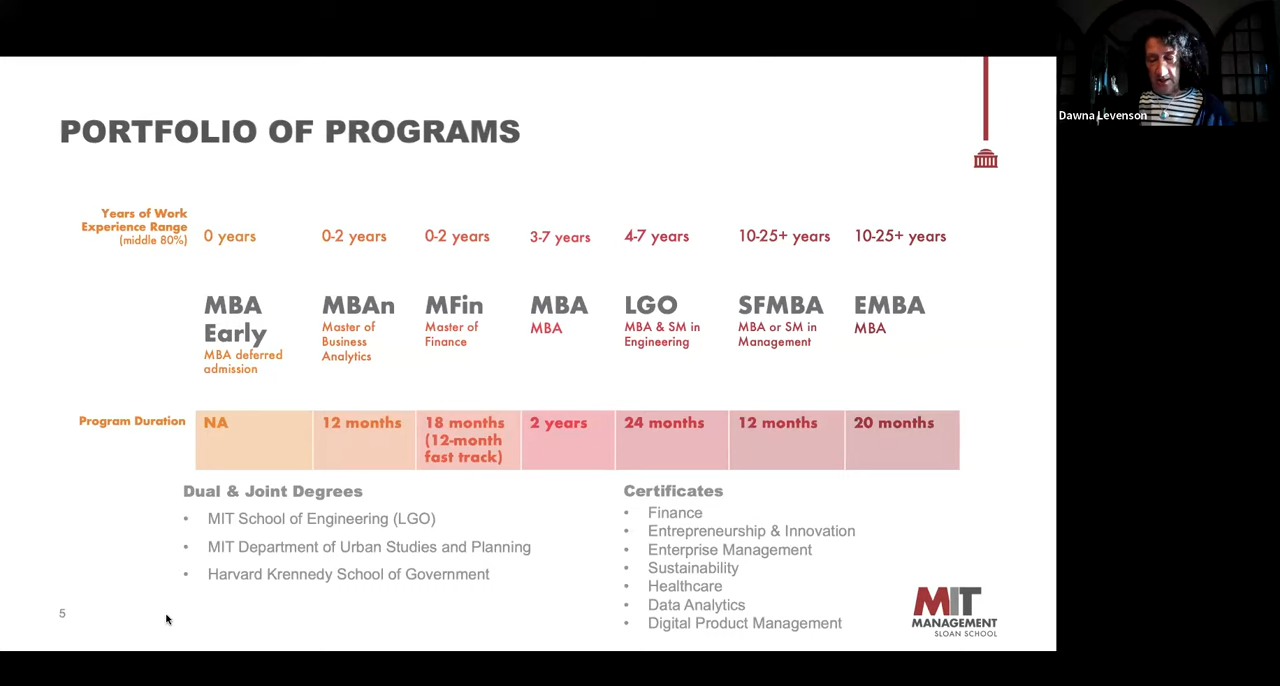 PORTFOLIO OF PROGRAMS
Dawna Levenson
Years of Work
Experience Range
(middle 80%)
0 years
0-2 years
0-2 years
3-7 years
4-7 years
10-25+ years
10-25+ years
MBA
Early
MBA deferred
admission
MBAn
Master of
Business
Analytics
MFin
Master of
Finance
MBA
MBA
LGO
MBA & SM in
Engineering
SFMBA
MBA or SM in
Management
EMBA
MBA
Program Duration
NA
12 months
18 months
(12-month
fast track)
2 years
24 months
12 months
20 months
Dual & Joint Degrees
• MIT School of Engineering (LGO)
• MIT Department of Urban Studies and Planning
• Harvard Krennedy School of Government
Certificates
• Finance
• Entrepreneurship & Innovation
• Enterprise Management
• Sustainability
• Healthcare
• Data Analytics
• Digital Product Management
5
MIT
MANAGEMENT
SLOAN SCHOOL